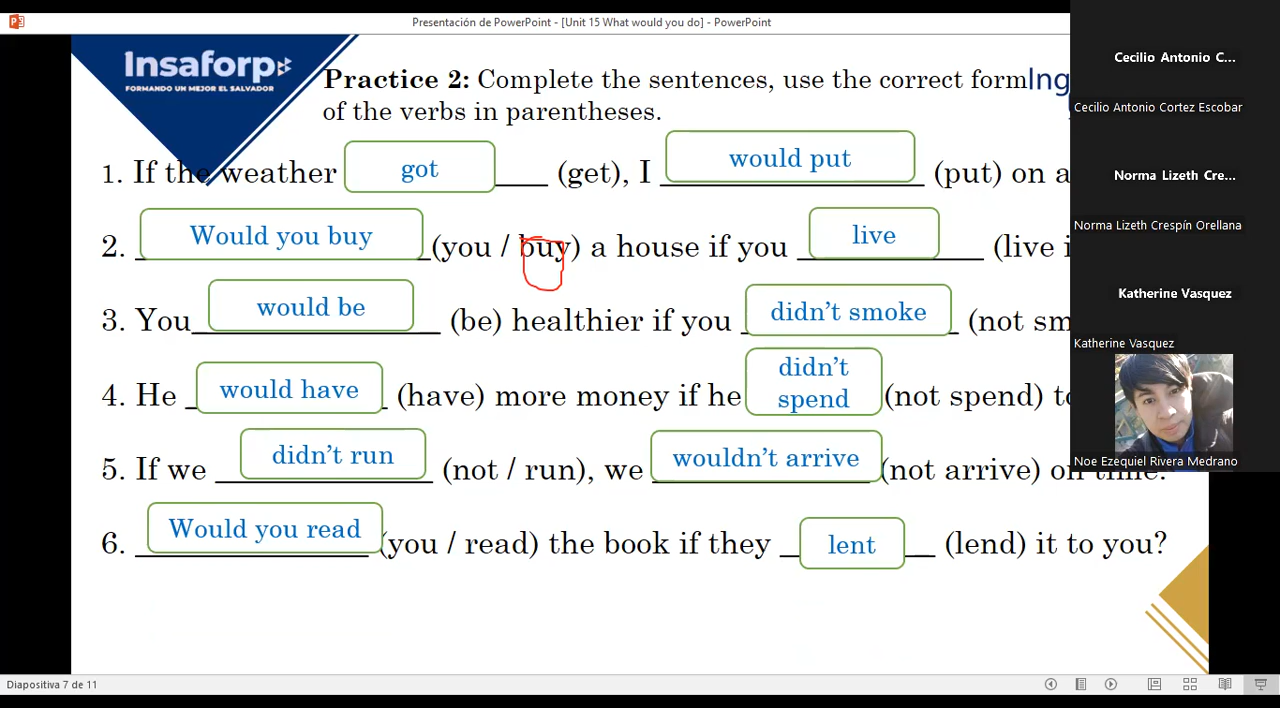 Presentación de PowerPoint - [Unit 15 What would you do] - PowerPoint
Insaforp
FORMANDO UN MEJOR EL SALVADOR
Practice 2: Complete the sentences, use the correct form
of the verbs in parentheses.
Ing
1. If the weather got ____ (get), I would put ____ (put) on a
2. Would you buy (you / buy) a house if you live ____ (live i
3. You would be ____ (be) healthier if you didn't smoke (not sm
4. He would have (have) more money if he didn't spend (not spend) to
5. If we didn't run (not / run), we wouldn't arrive (not arrive) on time.
6. Would you read (you / read) the book if they lent ____ (lend) it to you?
Cecilio Antonio C...
Cecilio Antonio Cortez Escobar
Norma Lizeth Cre...
Norma Lizeth Crespín Orellana
Katherine Vasquez
Katherine Vasquez
Noe Ezequiel Rivera Medrano
Diapositiva 7 de 11